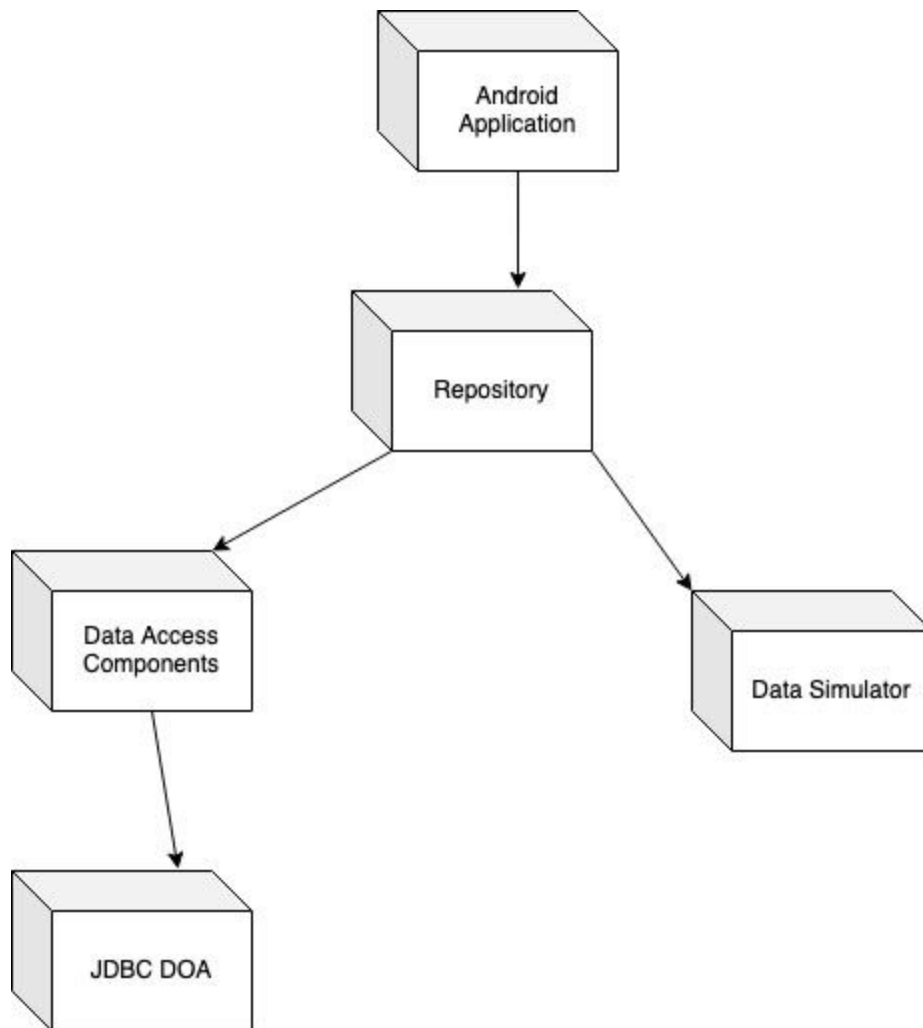 Android
Application
Repository
Data Access
Components
Data Simulator
JDBC DOA